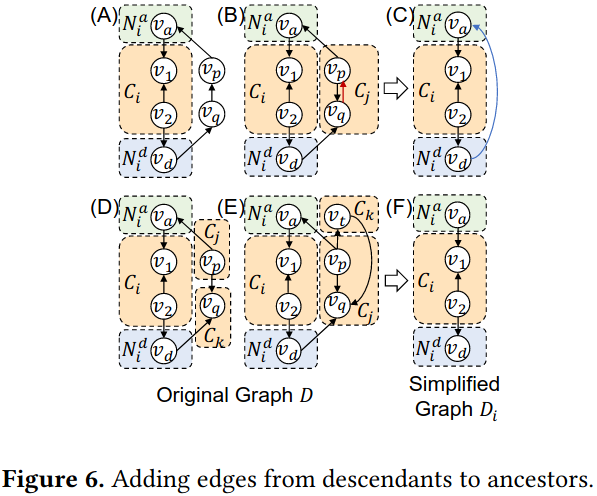 (A) (B) (C)
N_i^a v_a N_i^a v_a N_i^a v_a
v_1 v_p v_1 v_p v_1
C_i C_i C_j C_i
v_2 v_q v_2 v_q v_2
N_i^d v_d N_i^d v_d N_i^d v_d
(D) (E) (F)
N_i^a v_a C_j N_i^a v_a v_t C_k N_i^a v_a
v_1 v_p v_1 v_p v_1
C_i C_i C_i
v_2 v_q v_2 v_q C_j v_2
N_i^d v_d C_k N_i^d v_d N_i^d v_d
Original Graph D
Simplified
Graph D_i
Figure 6. Adding edges from descendants to ancestors.